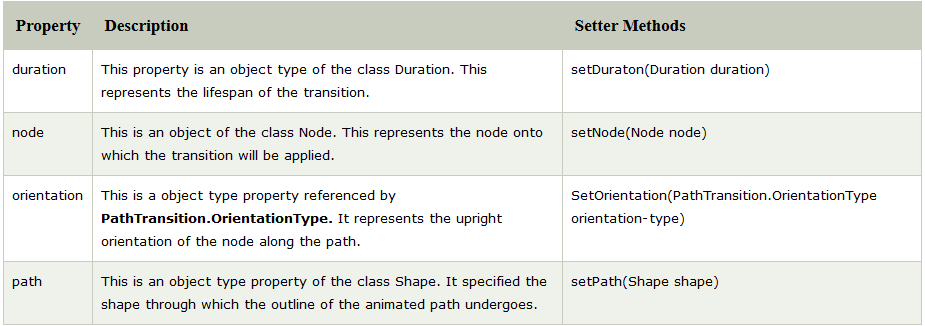 Property Description Setter Methods
duration This property is an object type of the class Duration. This setDuraton(Duration duration)
represents the lifespan of the transition.
node This is an object of the class Node. This represents the node onto setNode(Node node)
which the transition will be applied.
orientation This is a object type property referenced by SetOrientation(PathTransition.OrientationType
PathTransition.OrientationType. It represents the upright orientation-type)
orientation of the node along the path.
path This is an object type property of the class Shape. It specified the setPath(Shape shape)
shape through which the outline of the animated path undergoes.